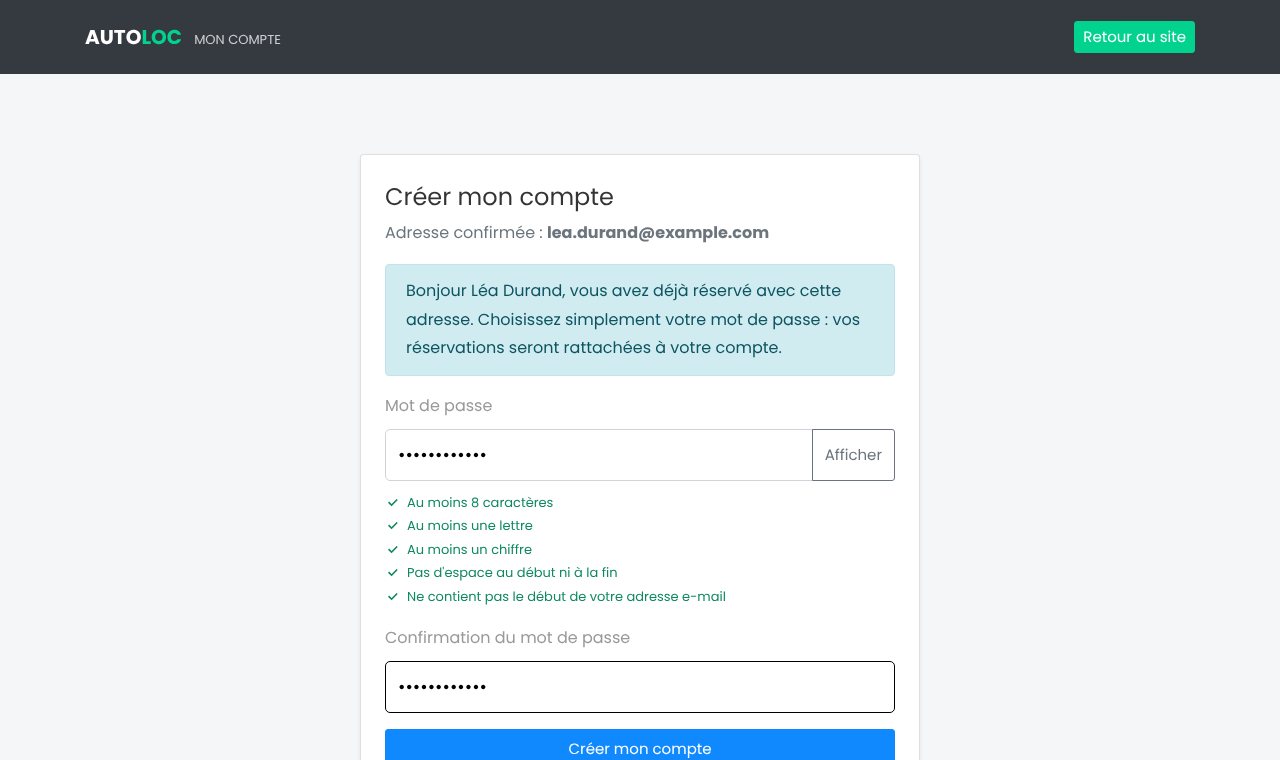 AUTOLOC MON COMPTE
Retour au site
Créer mon compte
Adresse confirmée : lea.durand@example.com
Bonjour Léa Durand, vous avez déjà réservé avec cette
adresse. Choisissez simplement votre mot de passe : vos
réservations seront rattachées à votre compte.
Mot de passe
••••••••••••
Afficher
Au moins 8 caractères
Au moins une lettre
Au moins un chiffre
Pas d'espace au début ni à la fin
Ne contient pas le début de votre adresse e-mail
Confirmation du mot de passe
••••••••••••
Créer mon compte